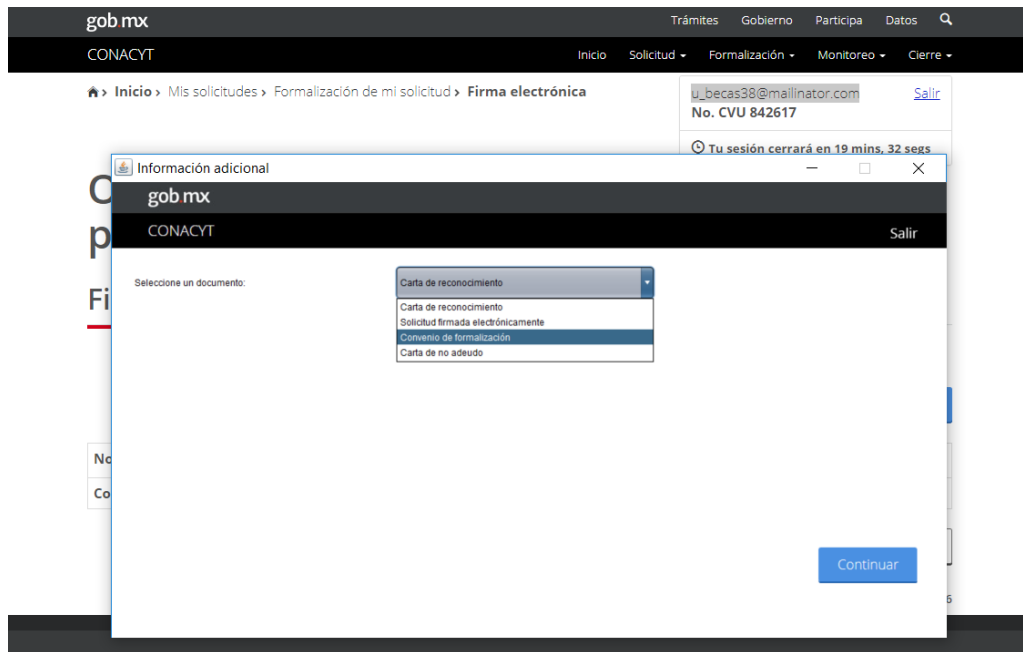 gob.mx Trámites Gobierno Participa Datos
CONACYT Inicio Solicitud Formalización Monitoreo Cierre
Inicio > Mis solicitudes > Formalización de mi solicitud > Firma electrónica
u_becas38@mailinator.com Salir
No. CVU 842617
Tu sesión cerrará en 19 mins, 32 segs
Información adicional
gob.mx
CONACYT Salir
Seleccione un documento: Carta de reconocimiento
Carta de reconocimiento
Solicitud firmada electrónicamente
Convenio de formalización
Carta de no adeudo
Continuar